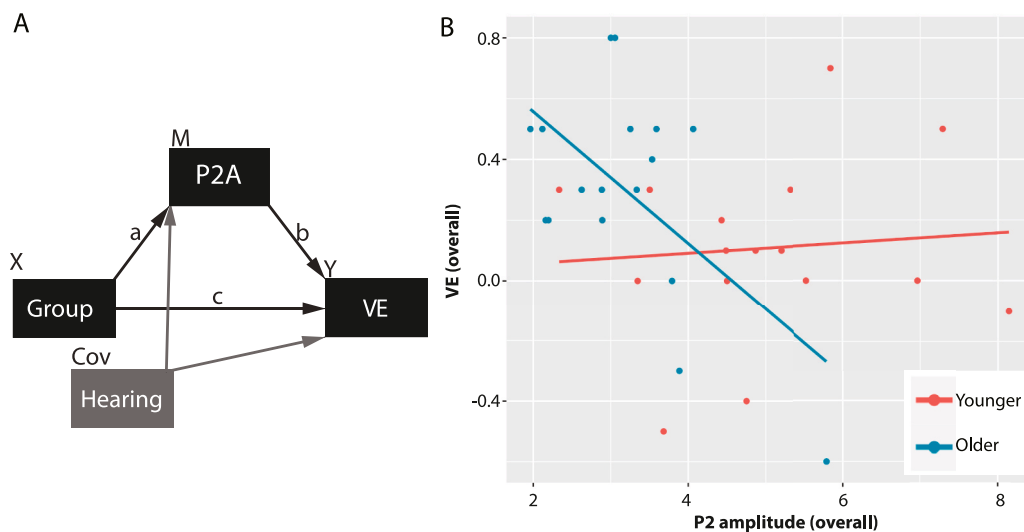 A
M
P2A
a
b
X
Y
Group
c
VE
Cov
Hearing
B
VE (overall)
0.8
0.4
0.0
-0.4
2
4
6
8
P2 amplitude (overall)
Younger
Older